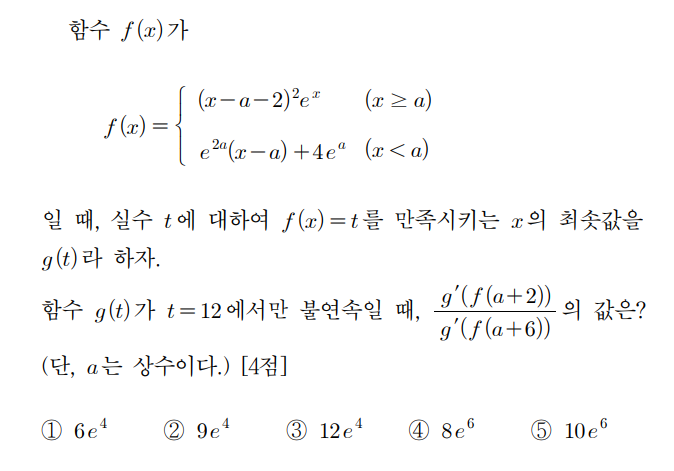 함수 f(x)가
f(x) = { (x−a−2)²eˣ (x ≥ a)
e²ᵃ(x−a)+4eᵃ (x < a)
일 때, 실수 t에 대하여 f(x)=t를 만족시키는 x의 최솟값을
g(t)라 하자.
함수 g(t)가 t=12에서만 불연속일 때, g′(f(a+2))/g′(f(a+6)) 의 값은?
(단, a는 상수이다.) [4점]
① 6e⁴ ② 9e⁴ ③ 12e⁴ ④ 8e⁶ ⑤ 10e⁶